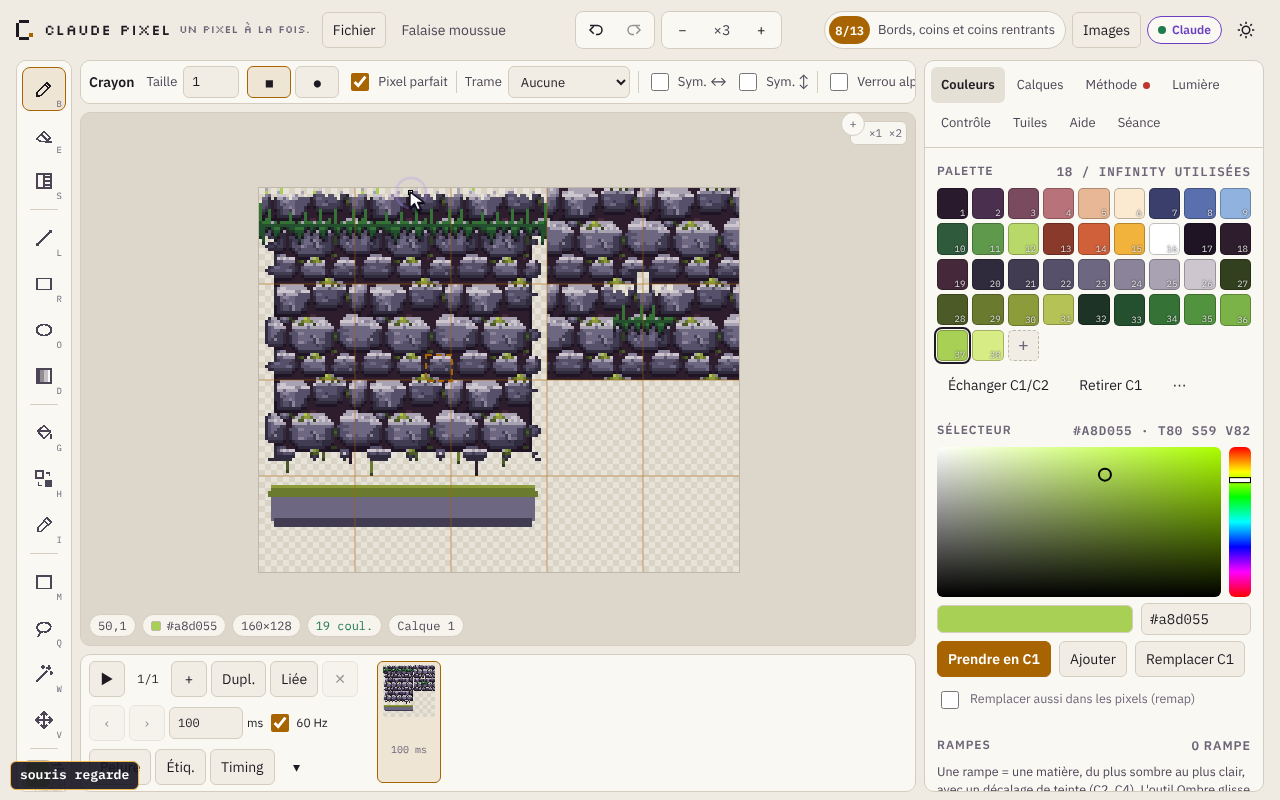 CLAUDE PIXEL UN PIXEL À LA FOIS. Fichier Falaise moussue − ×3 + 8/13 Bords, coins et coins rentrants Images Claude
Crayon Taille 1 ■ ● Pixel parfait Trame Aucune Sym. ↔ Sym. ↕ Verrou alp
B
E
S
L
R
O
D
G
H
I
M
Q
W
V
+ ×1 ×2
50,1 #a8d055 160×128 19 coul. Calque 1
▶ 1/1 + Dupl. Liée ✕
‹ › 100 ms 60 Hz
Étiq. Timing ▼
100 ms
souris regarde
Couleurs Calques Méthode Lumière
Contrôle Tuiles Aide Séance
PALETTE 18 / INFINITY UTILISÉES
1 2 3 4 5 6 7 8 9
10 11 12 13 14 15 16 17 18
19 20 21 22 23 24 25 26 27
28 29 30 31 32 33 34 35 36
37 38 +
Échanger C1/C2 Retirer C1 ···
SÉLECTEUR #A8D055 · T80 S59 V82
#a8d055
Prendre en C1 Ajouter Remplacer C1
Remplacer aussi dans les pixels (remap)
RAMPES 0 RAMPE
Une rampe = une matière, du plus sombre au plus clair,
avec un décalage de teinte (C2, C4). L'outil Ombre glisse